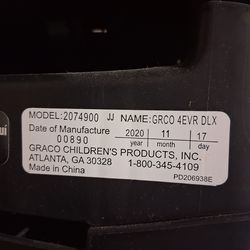 MODEL:2074900 JJ NAME:GRCO 4EVR DLX
Date of Manufacture 2020 11 17
00890 year month day
GRACO CHILDREN'S PRODUCTS, INC.
ATLANTA, GA 30328 1-800-345-4109
Made in China
PD206938E